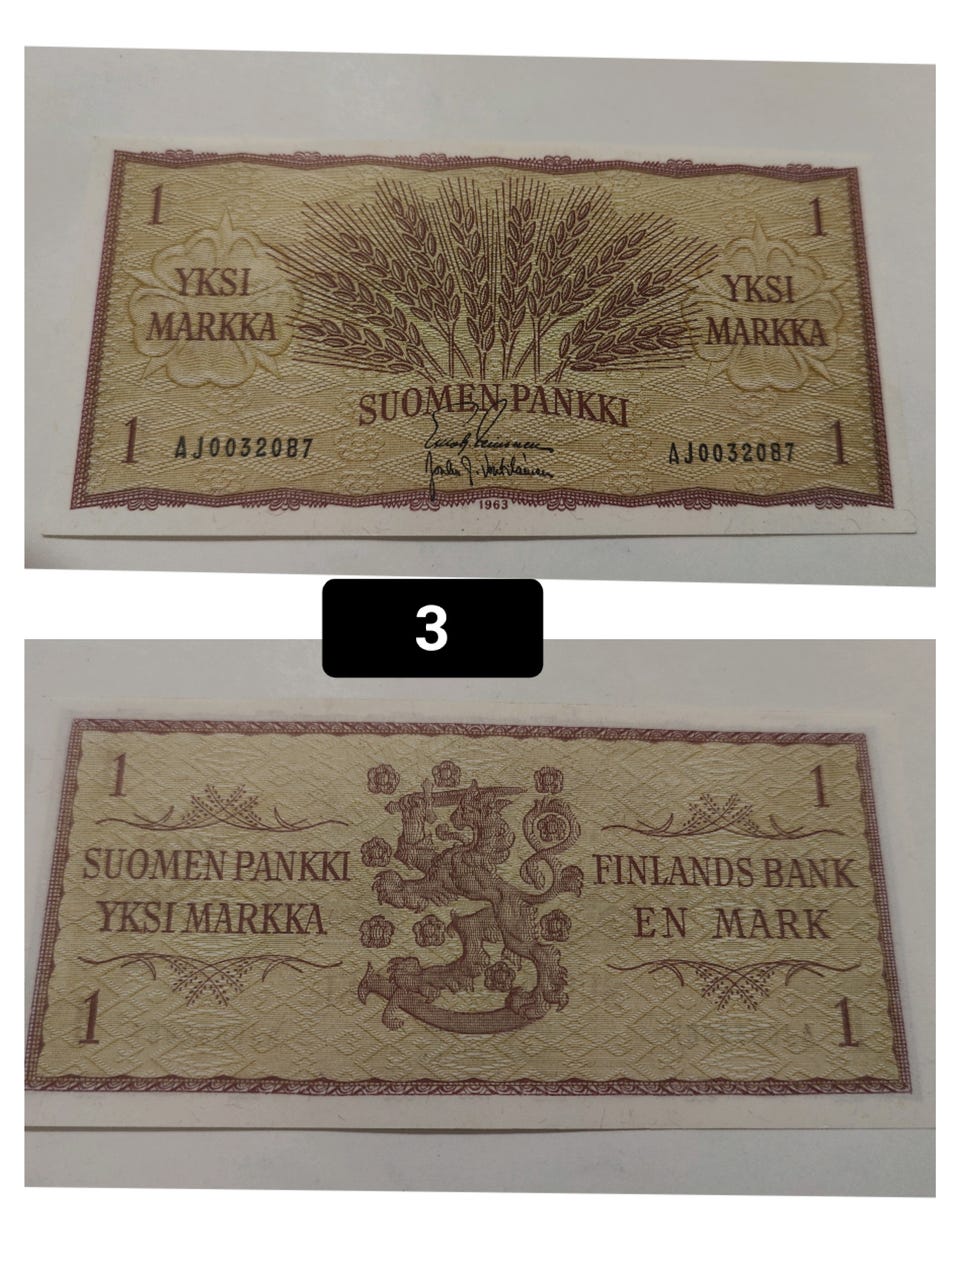 1
1
YKSI
MARKKA
YKSI
MARKKA
SUOMEN PANKKI
1
AJ0032087
AJ0032087
1
1963
3
1
1
SUOMEN PANKKI
YKSI MARKKA
FINLANDS BANK
EN MARK
1
1